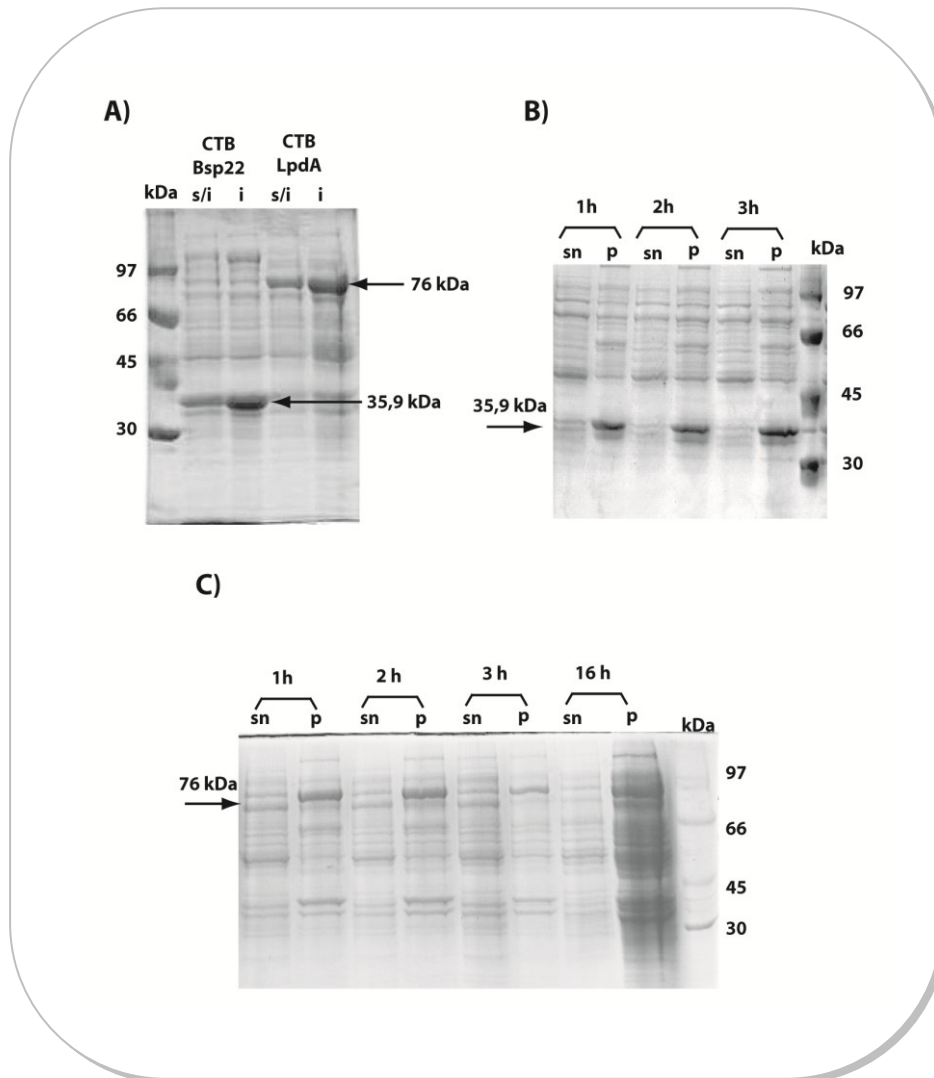 A)
CTB
Bsp22
CTB
LpdA
kDa s/i i s/i i
97
66
45
30
76 kDa
35,9 kDa
B)
1h 2h 3h
sn p sn p sn p kDa
97
66
45
30
35,9 kDa
C)
1h 2 h 3 h 16 h
sn p sn p sn p sn p kDa
76 kDa
97
66
45
30